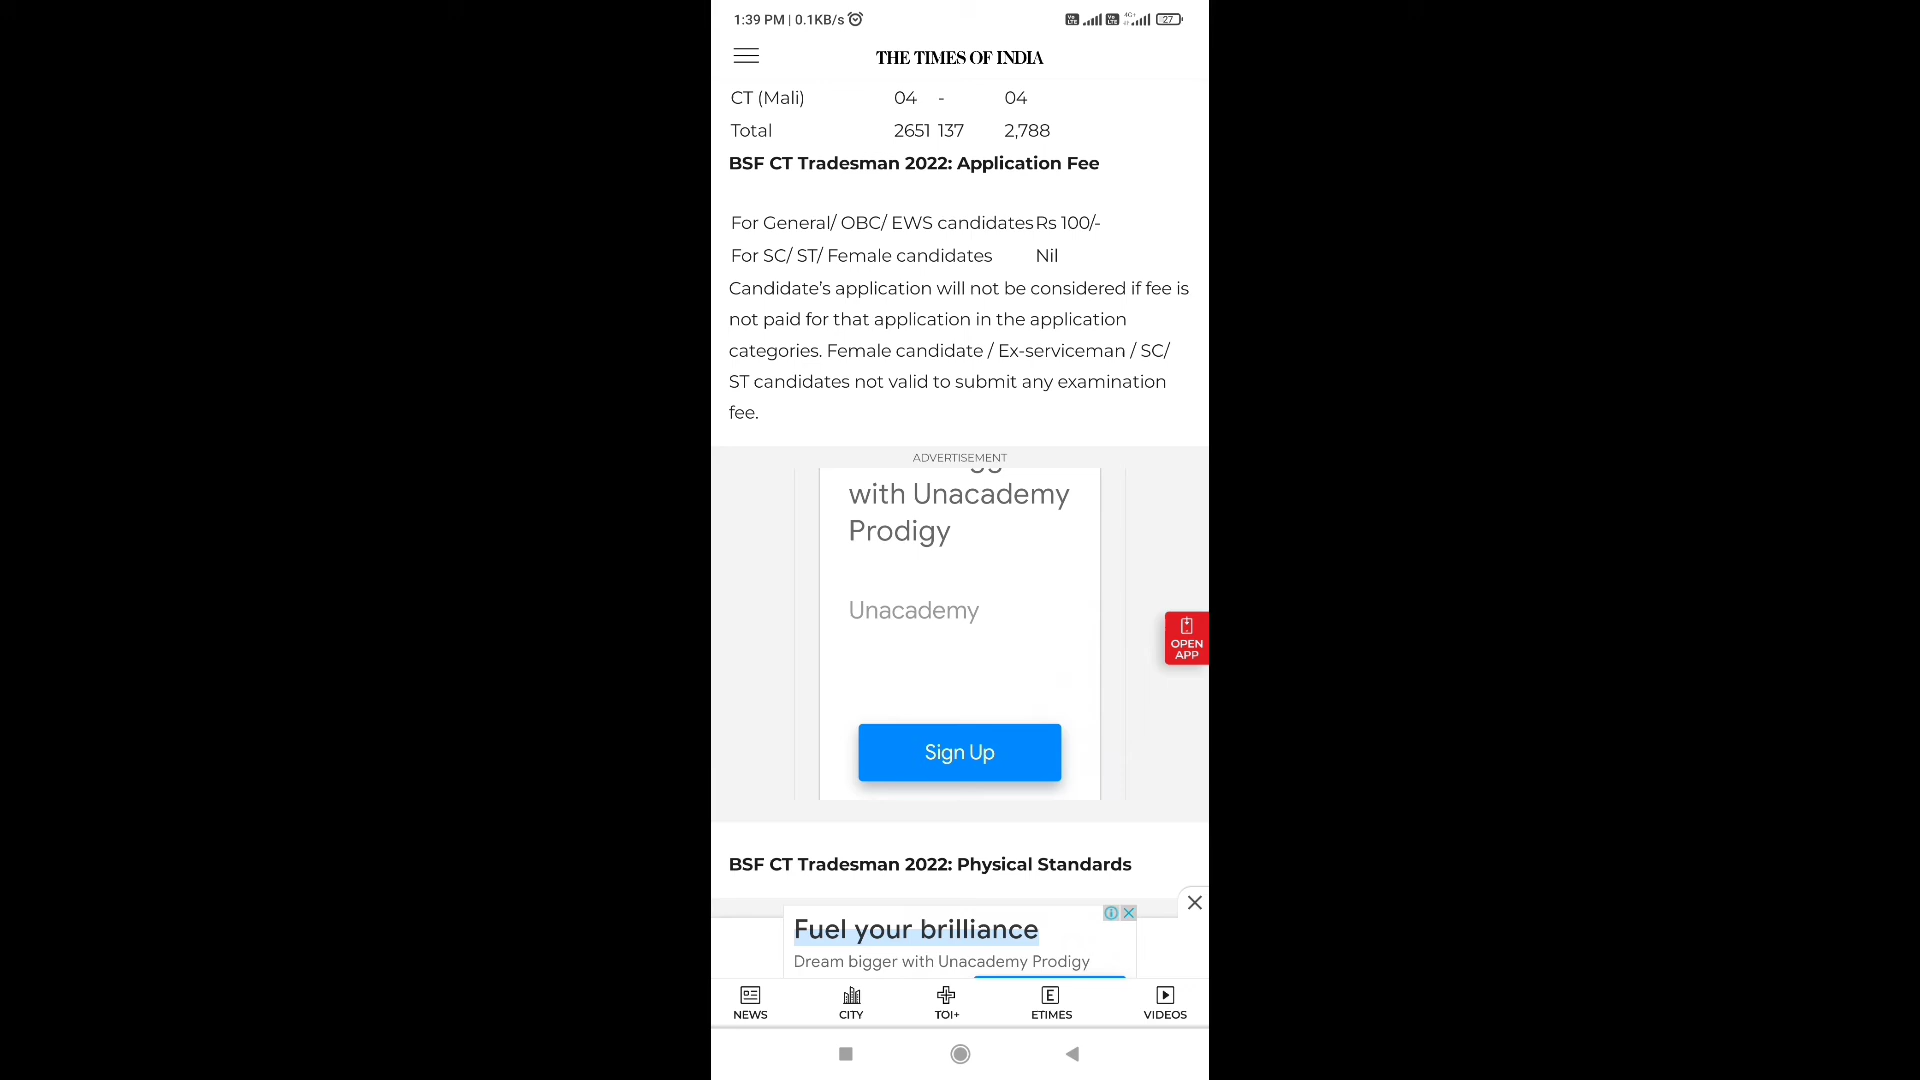 1:39 PM | 0.1KB/s
4G+
27
THE TIMES OF INDIA
CT (Mali) 04 - 04
Total 2651 137 2,788
BSF CT Tradesman 2022: Application Fee
For General/ OBC/ EWS candidates Rs 100/-
For SC/ ST/ Female candidates Nil
Candidate’s application will not be considered if fee is
not paid for that application in the application
categories. Female candidate / Ex-serviceman / SC/
ST candidates not valid to submit any examination
fee.
ADVERTISEMENT
with Unacademy
Prodigy
Unacademy
OPEN
APP
Sign Up
BSF CT Tradesman 2022: Physical Standards
Fuel your brilliance
Dream bigger with Unacademy Prodigy
NEWS CITY TOI+ ETIMES VIDEOS